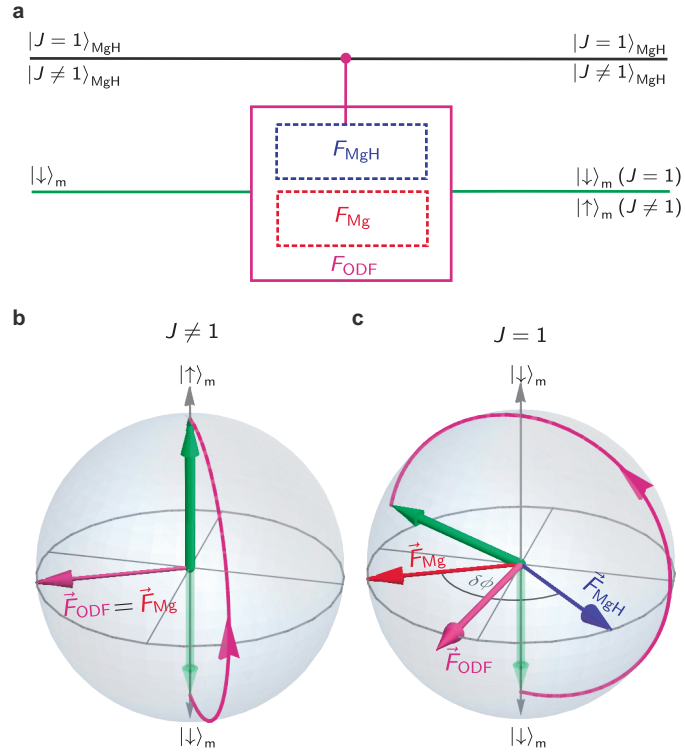 a
|J = 1⟩MgH
|J = 1⟩MgH
|J ≠ 1⟩MgH
|J ≠ 1⟩MgH
FMgH
|↓⟩m
|↓⟩m (J = 1)
FMg
|↑⟩m (J ≠ 1)
FODF
b
J ≠ 1
|↑⟩m
F⃗ODF = F⃗Mg
|↓⟩m
c
J = 1
|↓⟩m
F⃗Mg
δϕ
F⃗MgH
F⃗ODF
|↓⟩m